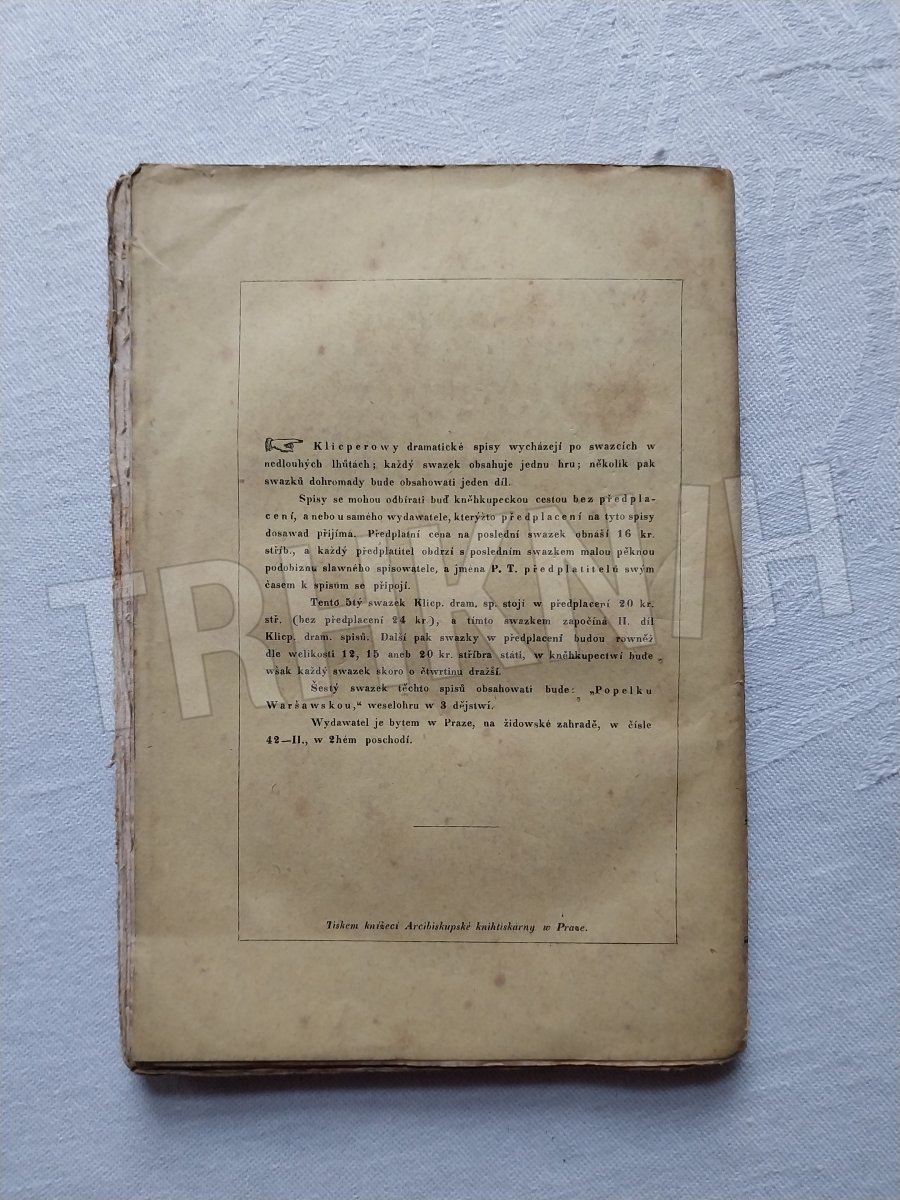 Klicperowy dramatické spisy wycházejí po swazcích w
nedlouhých lhůtách; každý swazek obsahuje jednu hru; několik pak
swazků dohromady bude obsahowati jeden díl.
Spisy se mohou odbírati buď kněhkupeckou cestou bez předpla-
cení, a nebo u samého wydawatele, kterýžto předplacení na tyto spisy
dosawad přijímá. Předplatní cena na poslední swazek obnáší 16 kr.
stříb., a každý předplatitel obdrží s posledním swazkem malou pěknou
podobiznu slawného spisowatele, a jména P. T. předplatitelů swým
časem k spisům se připojí.
Tento 5tý swazek Klicp. dram. sp. stojí w předplacení 20 kr.
stř. (bez předplacení 24 kr.), a tímto swazkem započíná II. díl
Klicp. dram. spisů. Další pak swazky w předplacení budou rowněž
dle welikosti 12, 15 aneb 20 kr. stříbra státi, w kněhkupectwí bude
wšak každý swazek skoro o čtwrtinu dražší.
Šestý swazek těchto spisů obsahowati bude: „Popelku
Waršawskou,“ weselohru w 3 dějstwí.
Wydawatel je bytem w Praze, na židowské zahradě, w čísle
42—II., w 2hém poschodí.
Tiskem knížecí Arcibiskupské knihtiskárny w Praze.
TREKNIH